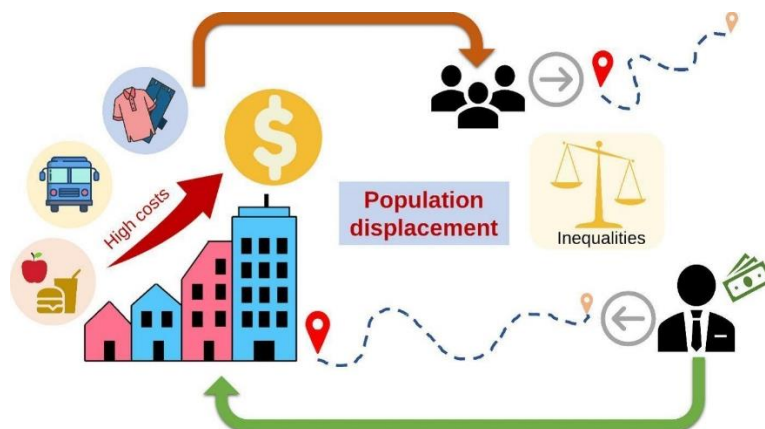 High costs
$
Population
displacement
Inequalities